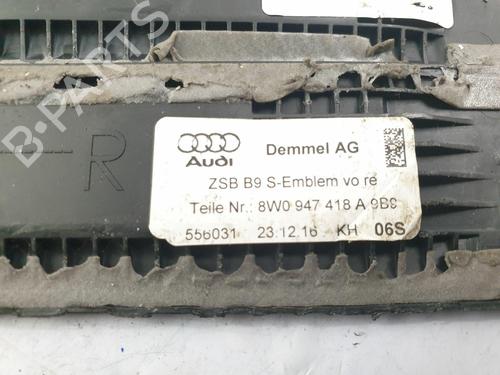 B-PARTS
R
Audi
Demmel AG
ZSB B9 S-Emblem vo re
Teile Nr.: 8W0 947 418 A 9B9
556031 23.12.16 KH 06S